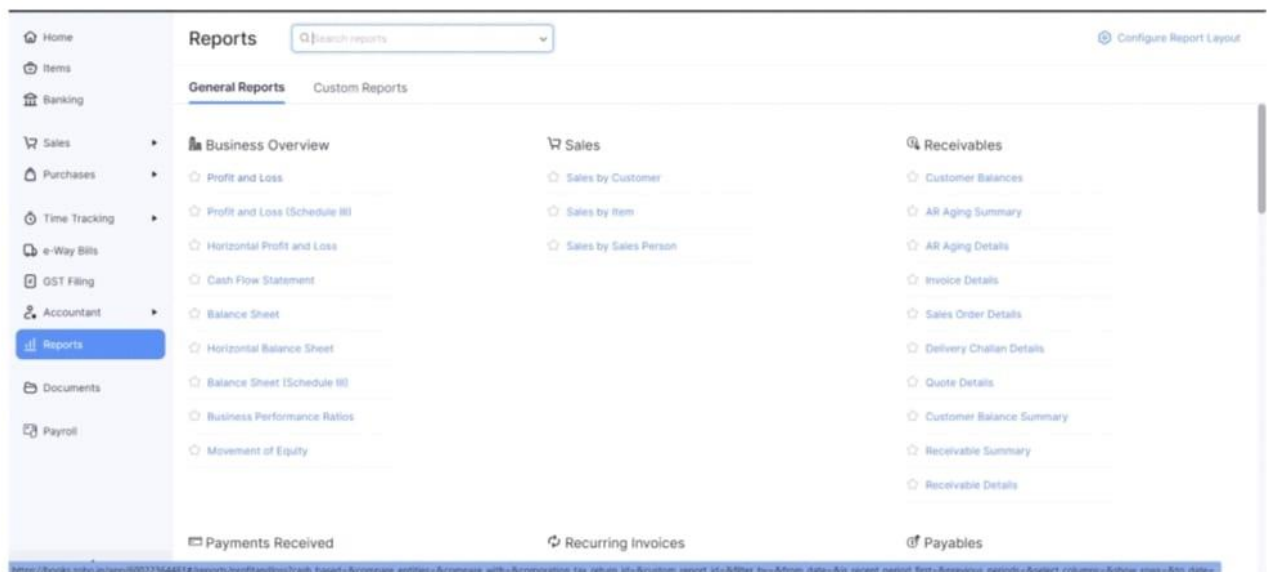 Home
Items
Banking
Sales
Purchases
Time Tracking
e-Way Bills
GST Filing
Accountant
Reports
Documents
Payroll
Reports
Search reports
Configure Report Layout
General Reports
Custom Reports
Business Overview
Profit and Loss
Profit and Loss (Schedule III)
Horizontal Profit and Loss
Cash Flow Statement
Balance Sheet
Horizontal Balance Sheet
Balance Sheet (Schedule III)
Business Performance Ratios
Movement of Equity
Sales
Sales by Customer
Sales by Item
Sales by Sales Person
Receivables
Customer Balances
AR Aging Summary
AR Aging Details
Invoice Details
Sales Order Details
Delivery Challan Details
Quote Details
Customer Balance Summary
Receivable Summary
Receivable Details
Payments Received
Recurring Invoices
Payables